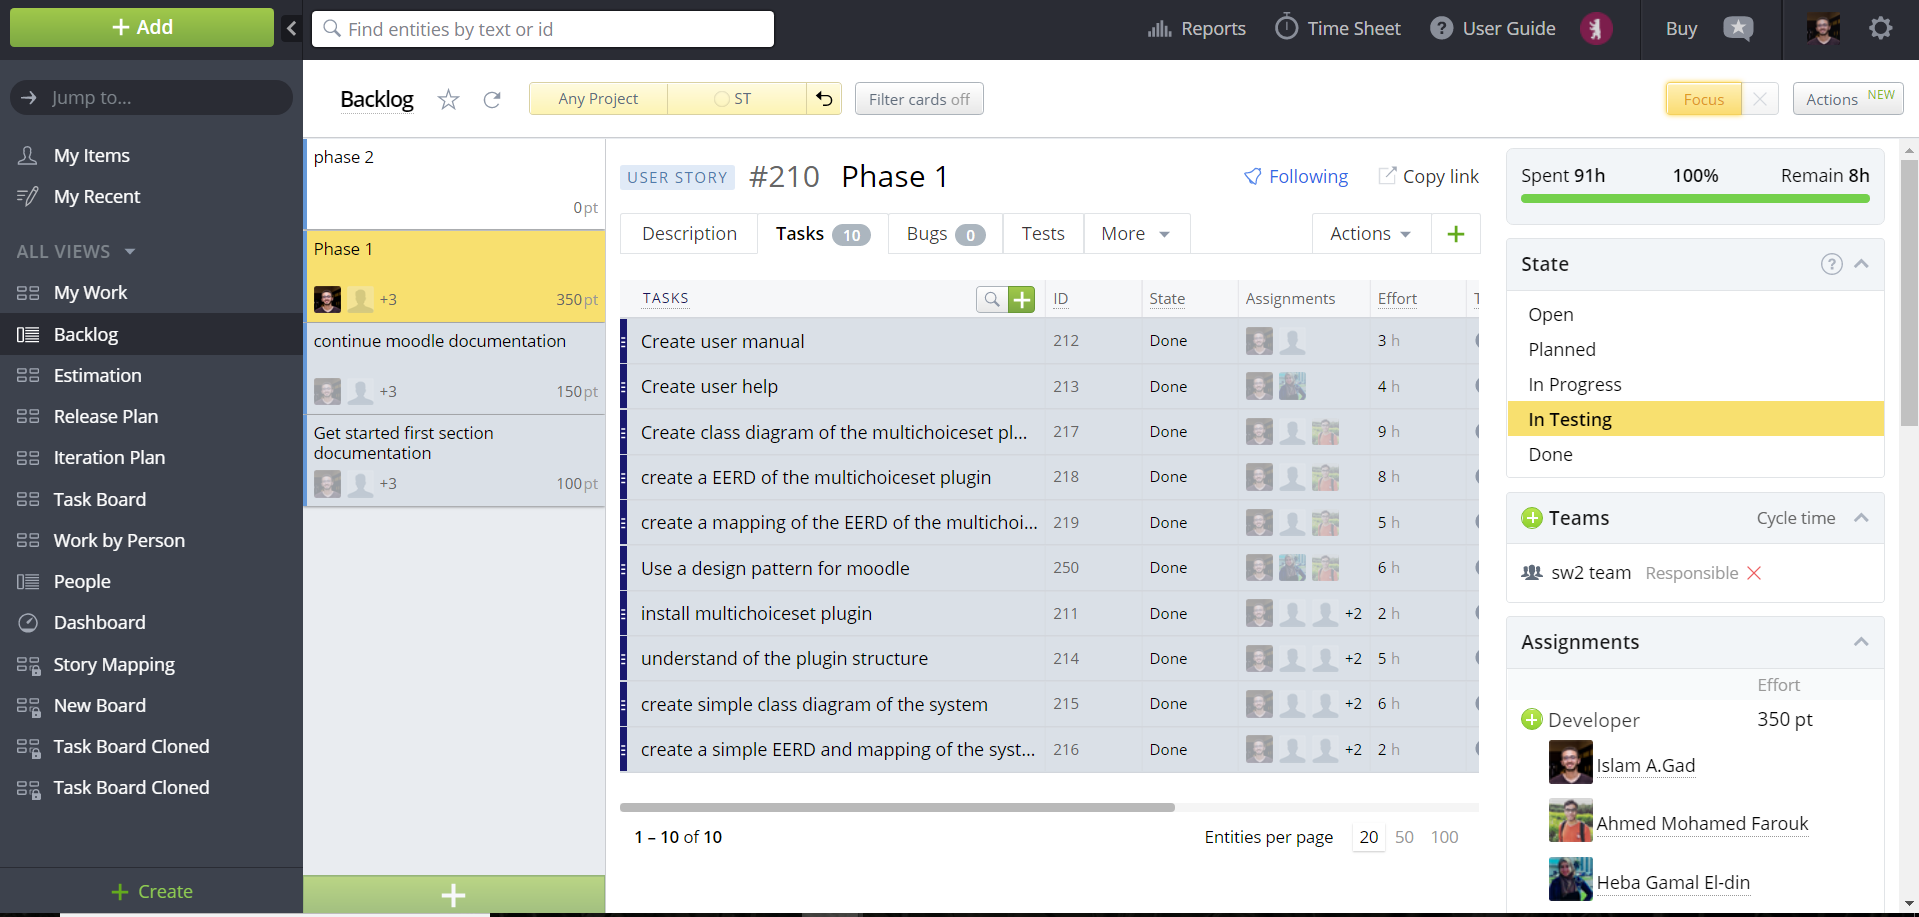 + Add
Find entities by text or id
Reports
Time Sheet
? User Guide
Buy
Jump to...
My Items
My Recent
ALL VIEWS
My Work
Backlog
Estimation
Release Plan
Iteration Plan
Task Board
Work by Person
People
Dashboard
Story Mapping
New Board
Task Board Cloned
Task Board Cloned
+ Create
Backlog
Any Project
ST
Filter cards off
Focus
Actions NEW
phase 2
0pt
Phase 1
+3
350pt
continue moodle documentation
+3
150pt
Get started first section
documentation
+3
100pt
+
USER STORY #210 Phase 1
Following
Copy link
Description
Tasks 10
Bugs 0
Tests
More
Actions
+
TASKS + ID State Assignments Effort
Create user manual 212 Done 3 h
Create user help 213 Done 4 h
Create class diagram of the multichoiceset pl... 217 Done 9 h
create a EERD of the multichoiceset plugin 218 Done 8 h
create a mapping of the EERD of the multichoi... 219 Done 5 h
Use a design pattern for moodle 250 Done 6 h
install multichoiceset plugin 211 Done +2 2 h
understand of the plugin structure 214 Done +2 5 h
create simple class diagram of the system 215 Done +2 6 h
create a simple EERD and mapping of the syst... 216 Done +2 2 h
1 – 10 of 10
Entities per page 20 50 100
Spent 91h 100% Remain 8h
State ?
Open
Planned
In Progress
In Testing
Done
Teams Cycle time
sw2 team Responsible
Assignments
Effort
Developer 350 pt
Islam A.Gad
Ahmed Mohamed Farouk
Heba Gamal El-din